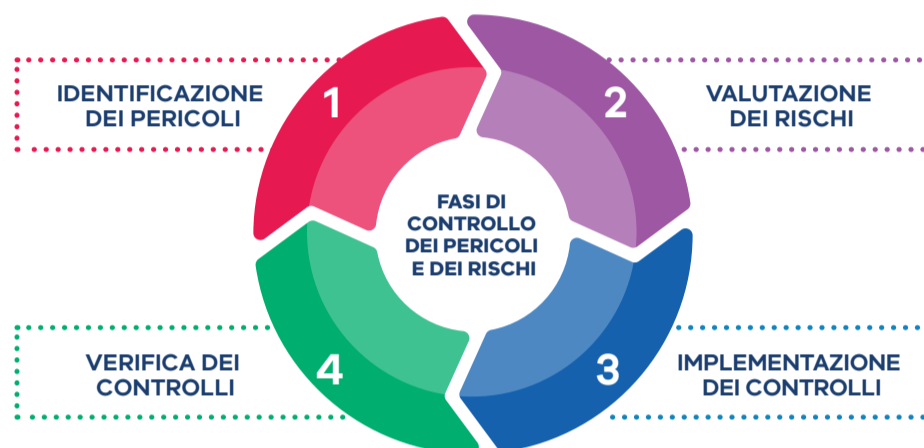 1
IDENTIFICAZIONE
DEI PERICOLI
2
VALUTAZIONE
DEI RISCHI
FASI DI
CONTROLLO
DEI PERICOLI
E DEI RISCHI
3
IMPLEMENTAZIONE
DEI CONTROLLI
4
VERIFICA DEI
CONTROLLI